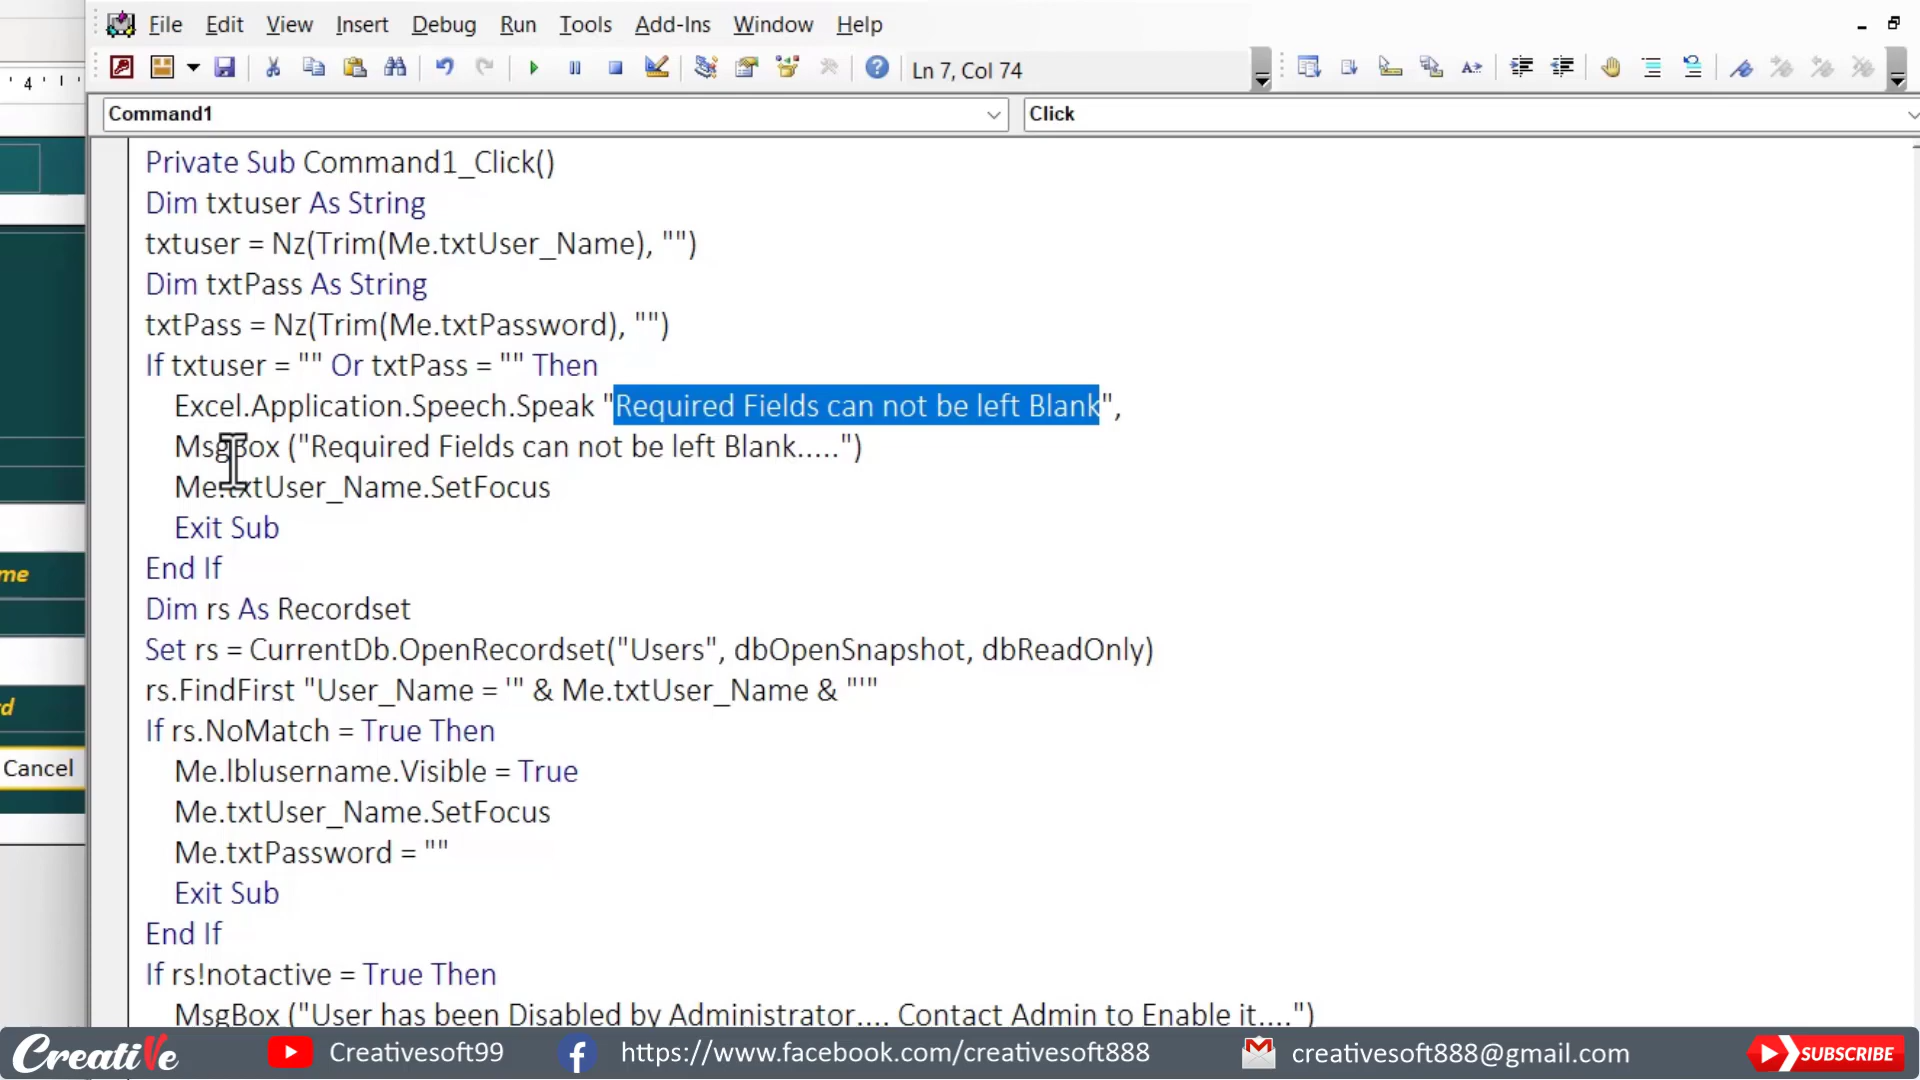 File Edit View Insert Debug Run Tools Add-Ins Window Help
Ln 7, Col 74
' 4 ' I '
Command1
Click
Private Sub Command1_Click()
Dim txtuser As String
txtuser = Nz(Trim(Me.txtUser_Name), "")
Dim txtPass As String
txtPass = Nz(Trim(Me.txtPassword), "")
If txtuser = "" Or txtPass = "" Then
Excel.Application.Speech.Speak "Required Fields can not be left Blank",
MsgBox ("Required Fields can not be left Blank.....")
Me.txtUser_Name.SetFocus
Exit Sub
End If
me
Dim rs As Recordset
Set rs = CurrentDb.OpenRecordset("Users", dbOpenSnapshot, dbReadOnly)
rs.FindFirst "User_Name = '" & Me.txtUser_Name & "'"
d
If rs.NoMatch = True Then
Me.lblusername.Visible = True
Cancel
Me.txtUser_Name.SetFocus
Me.txtPassword = ""
Exit Sub
End If
If rs!notactive = True Then
MsgBox ("User has been Disabled by Administrator.... Contact Admin to Enable it....")
CreatiVe
Creativesoft99
https://www.facebook.com/creativesoft888
creativesoft888@gmail.com
SUBSCRIBE